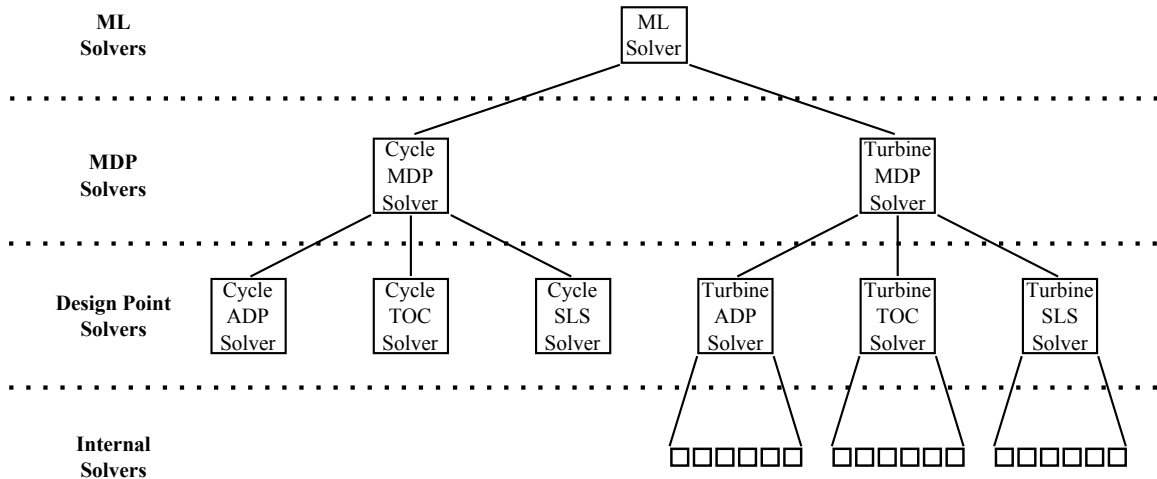 ML
Solvers
ML
Solver
MDP
Solvers
Cycle
MDP
Solver
Turbine
MDP
Solver
Design Point
Solvers
Cycle
ADP
Solver
Cycle
TOC
Solver
Cycle
SLS
Solver
Turbine
ADP
Solver
Turbine
TOC
Solver
Turbine
SLS
Solver
Internal
Solvers